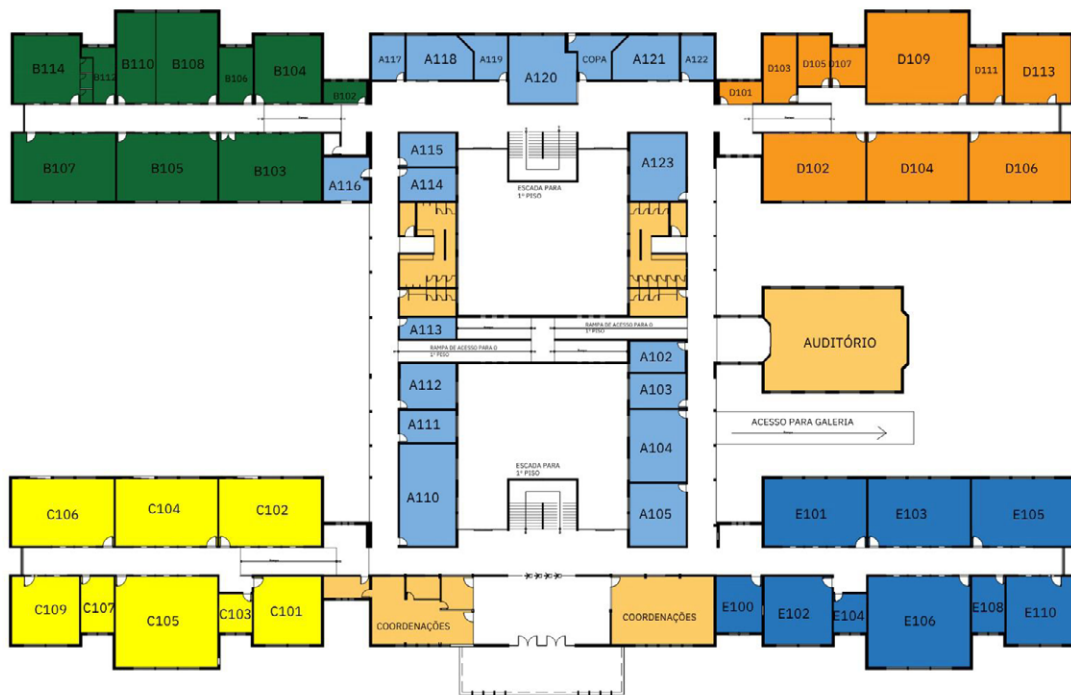 A117
A118
A119
A120
COPA
A121
A122
B114
B112
B110
B108
B106
B104
B102
D101
D103
D105
D107
D109
D111
D113
B107
B105
B103
A116
A115
A114
A123
D102
D104
D106
ESCADA PARA
1º PISO
A113
RAMPA DE ACESSO PARA O
1º PISO
RAMPA DE ACESSO PARA O
1º PISO
A102
AUDITÓRIO
A112
A103
A111
A104
ACESSO PARA GALERIA
A110
ESCADA PARA
1º PISO
A105
C106
C104
C102
E101
E103
E105
C109
C107
C105
C103
C101
COORDENAÇÕES
COORDENAÇÕES
E100
E102
E104
E106
E108
E110